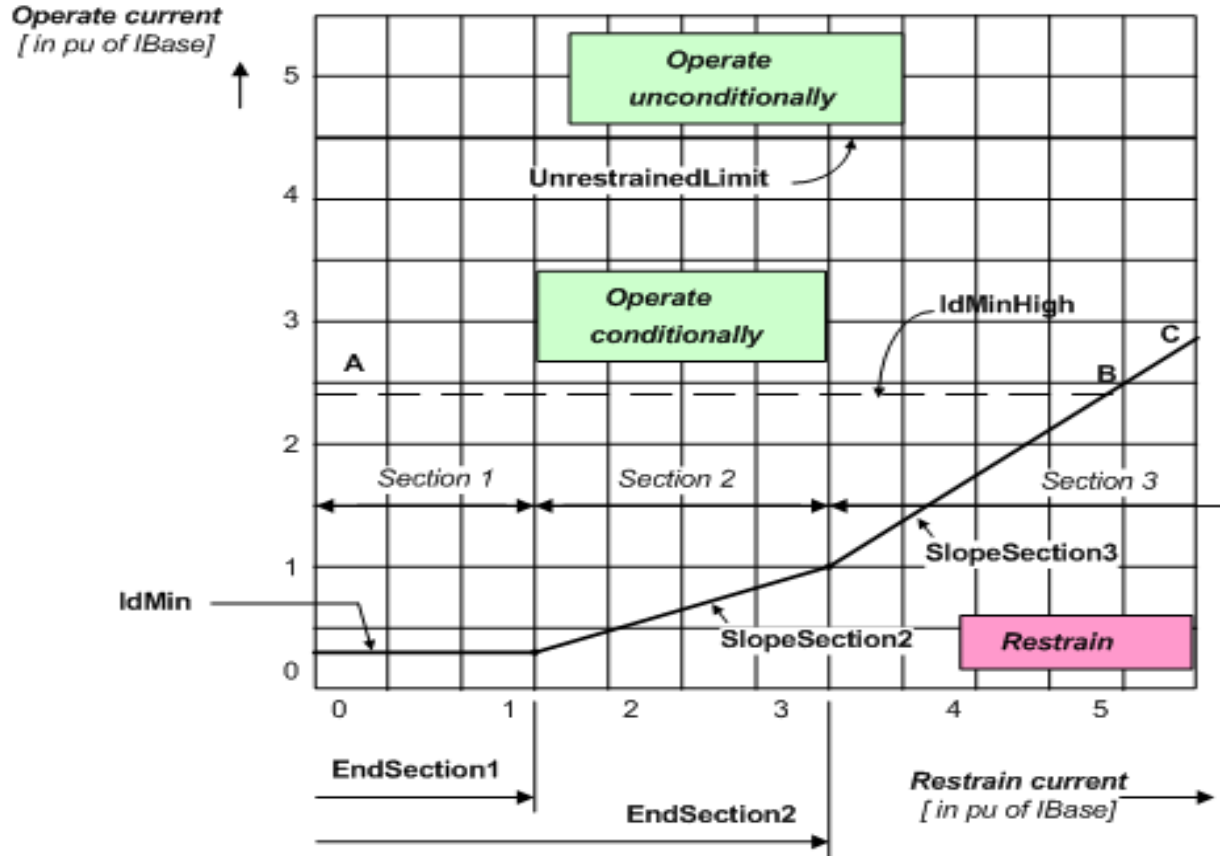 Operate current
[ in pu of IBase]
Operate
unconditionally
5
UnrestrainedLimit
4
Operate
conditionally
IdMinHigh
3
C
A
B
2
Section 1
Section 2
Section 3
SlopeSection3
1
IdMin
SlopeSection2
Restrain
0
0
1
2
3
4
5
EndSection1
Restrain current
[ in pu of IBase]
EndSection2